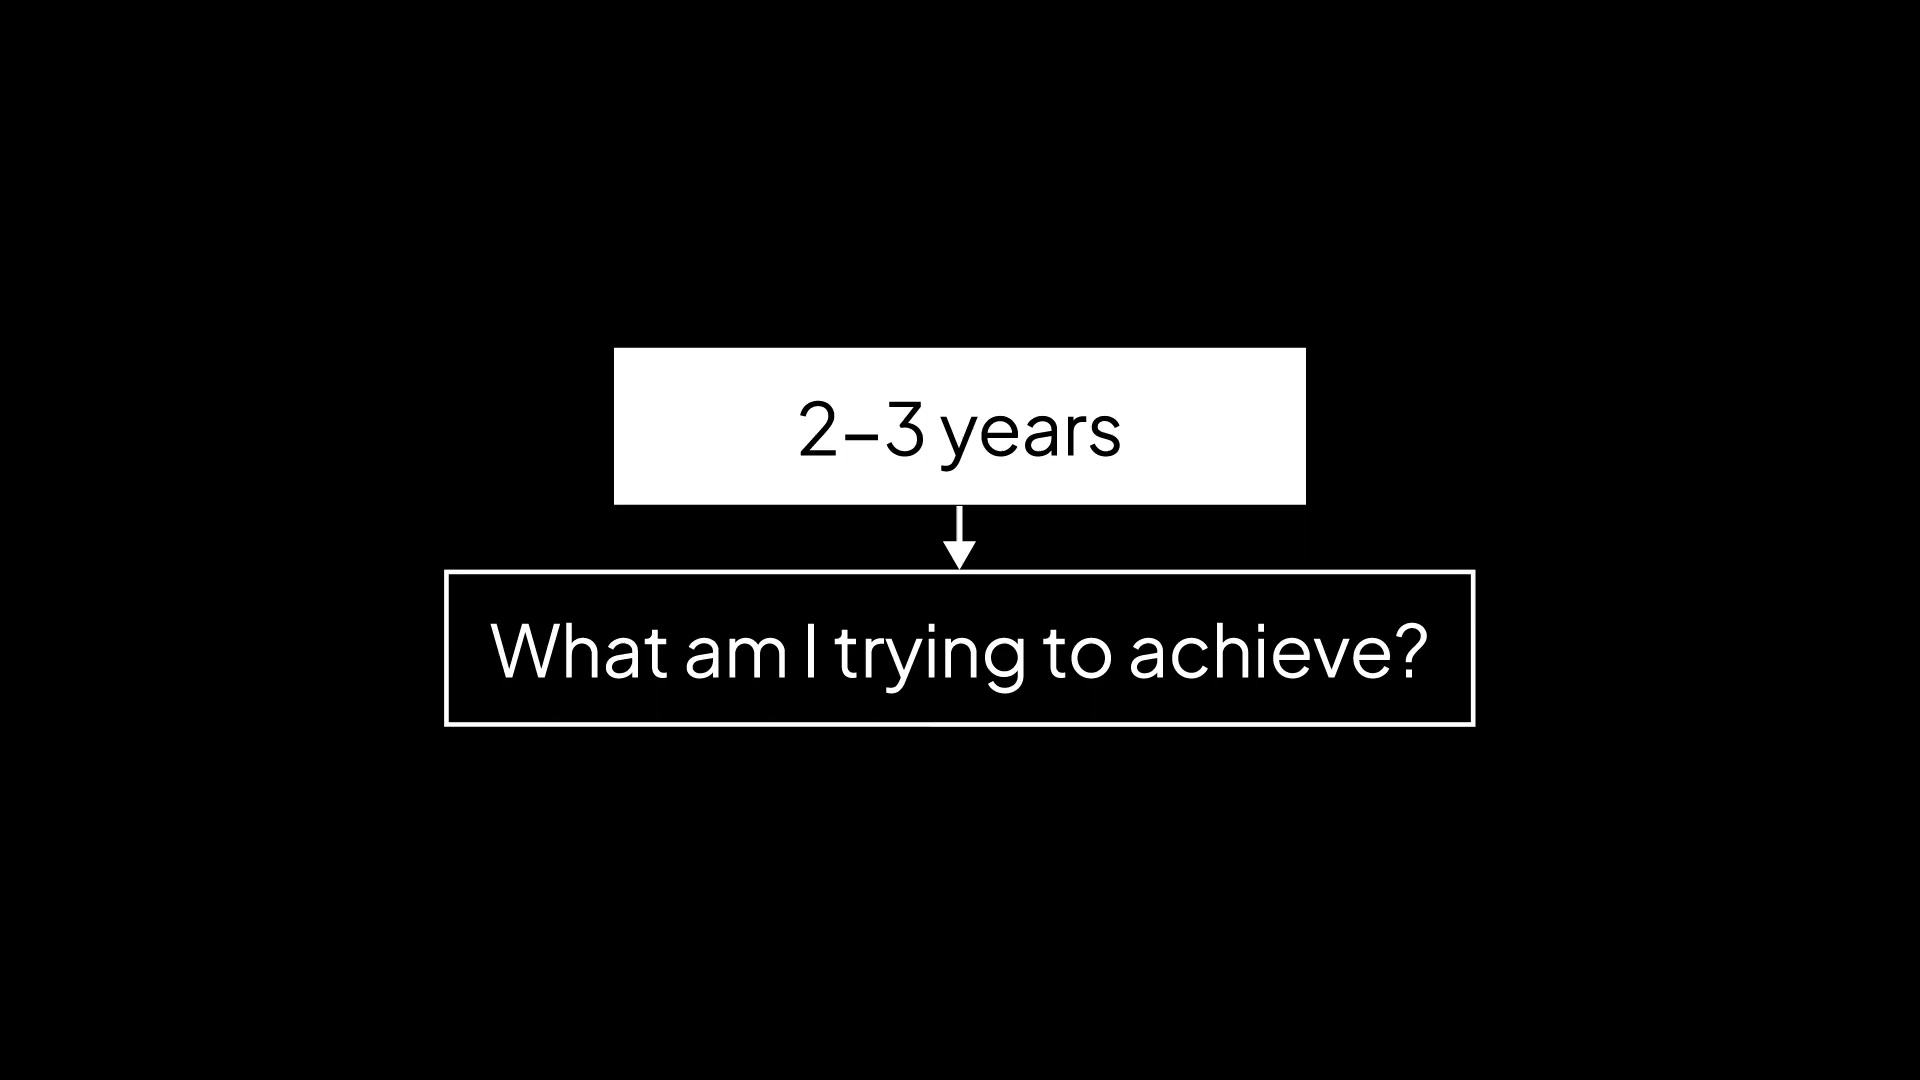 2–3 years
What am I trying to achieve?